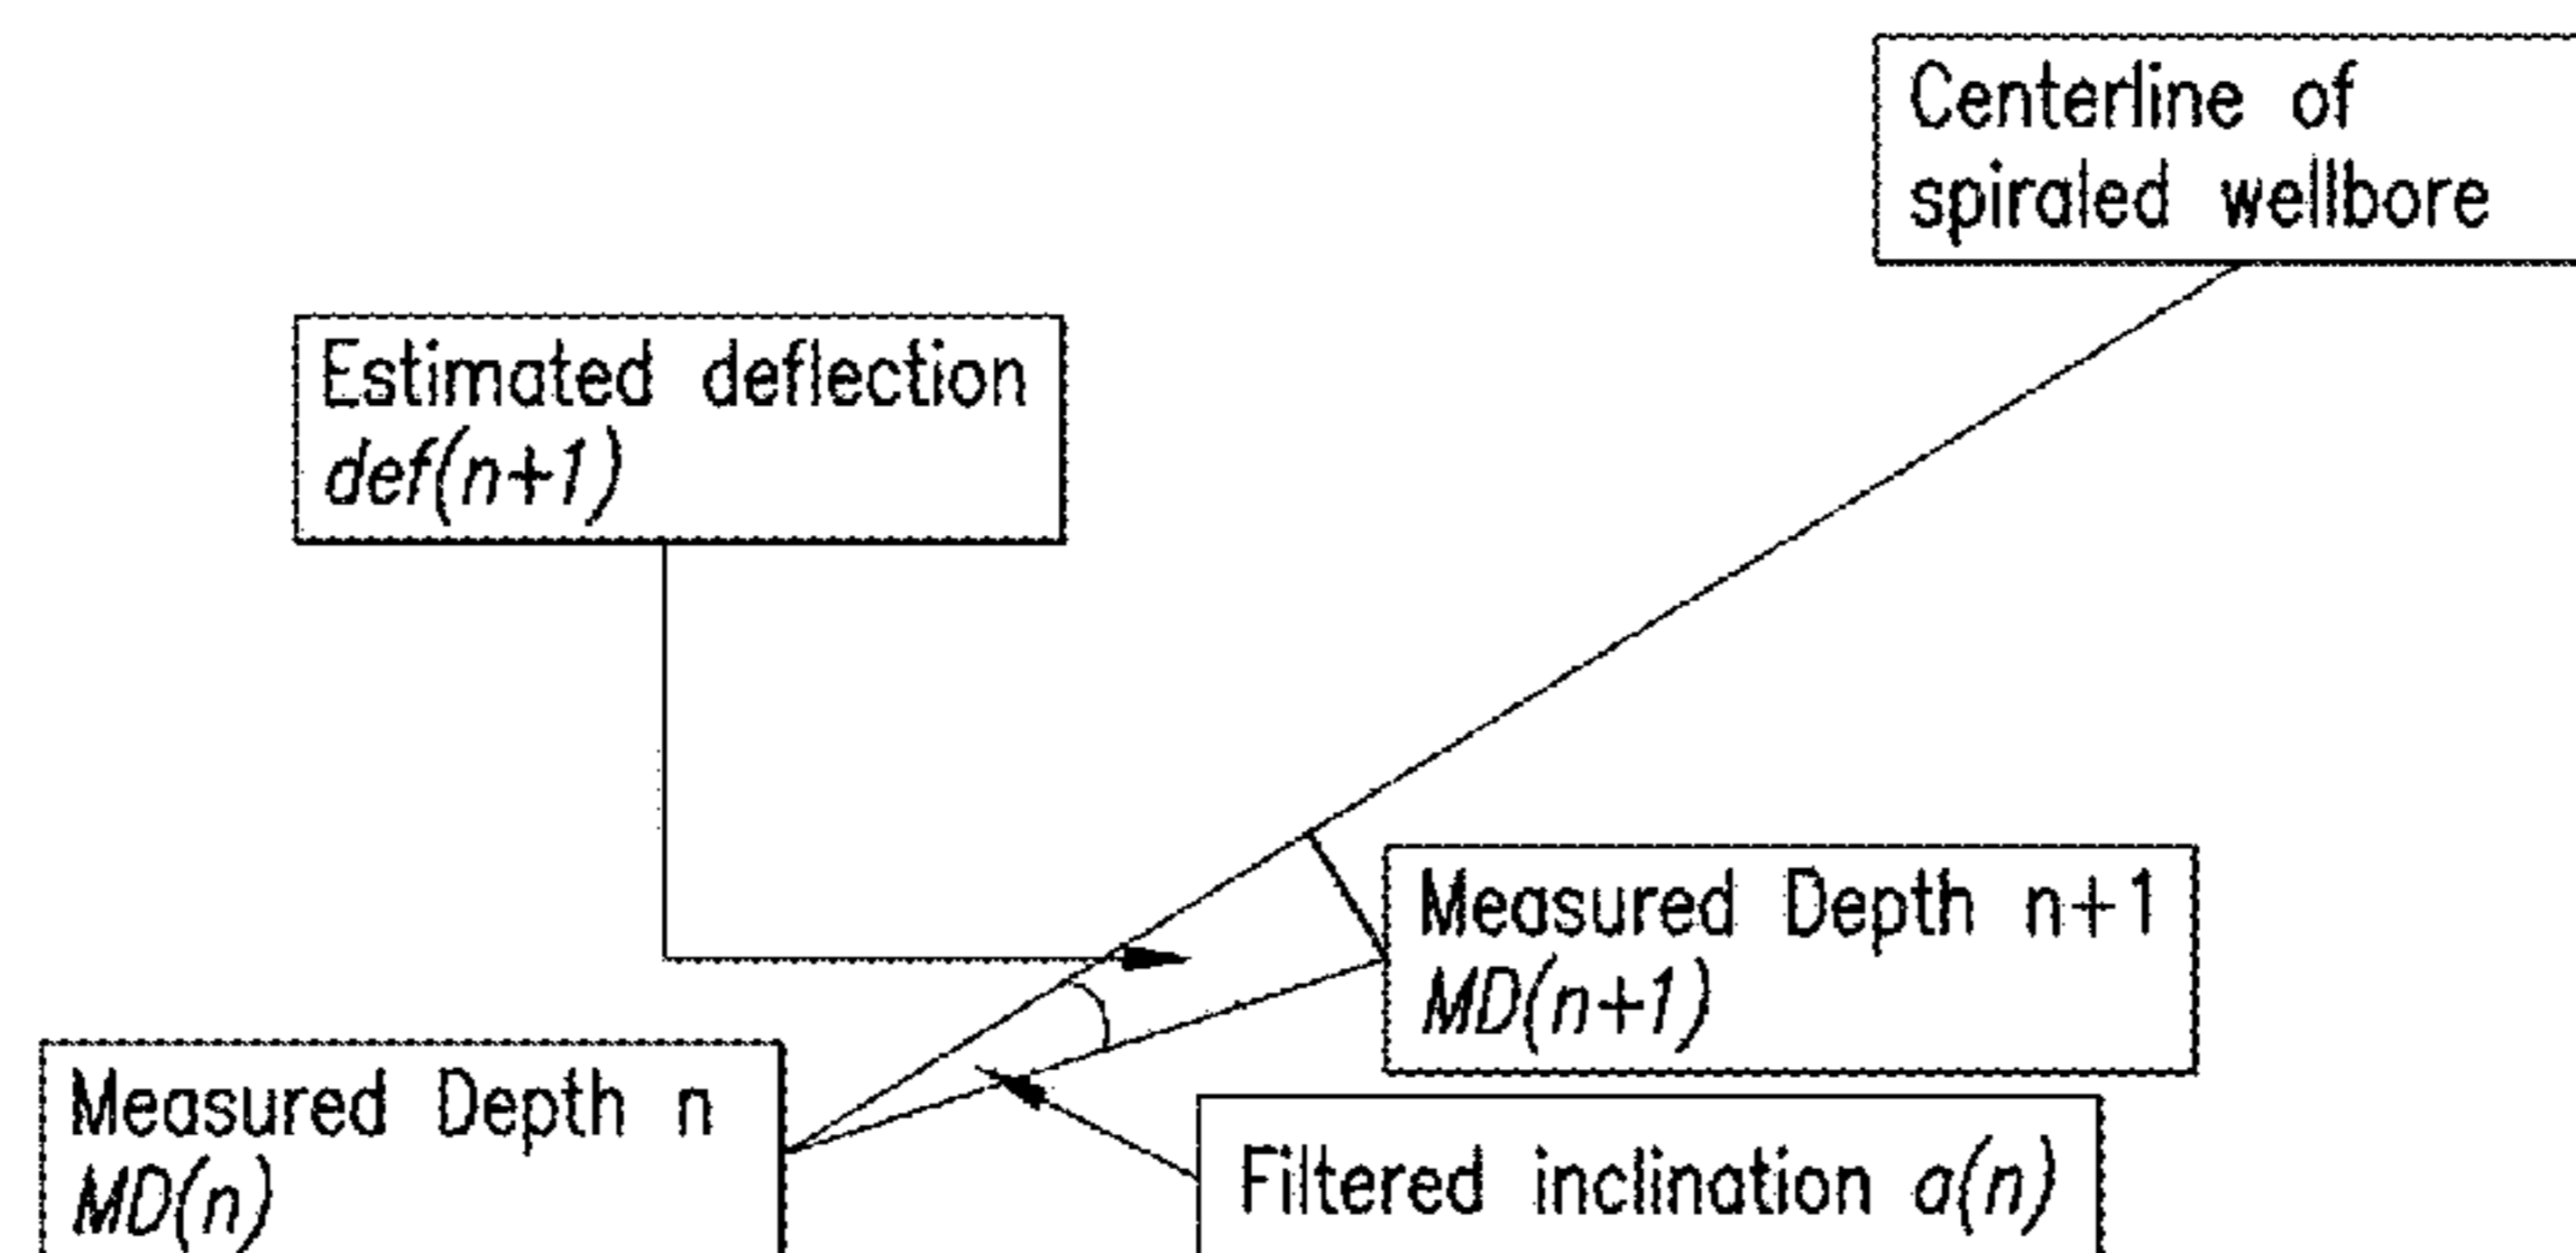 Centerline of
spiraled wellbore
Estimated deflection
def(n+1)
Measured Depth n+1
MD(n+1)
Measured Depth n
MD(n)
Filtered inclination a(n)